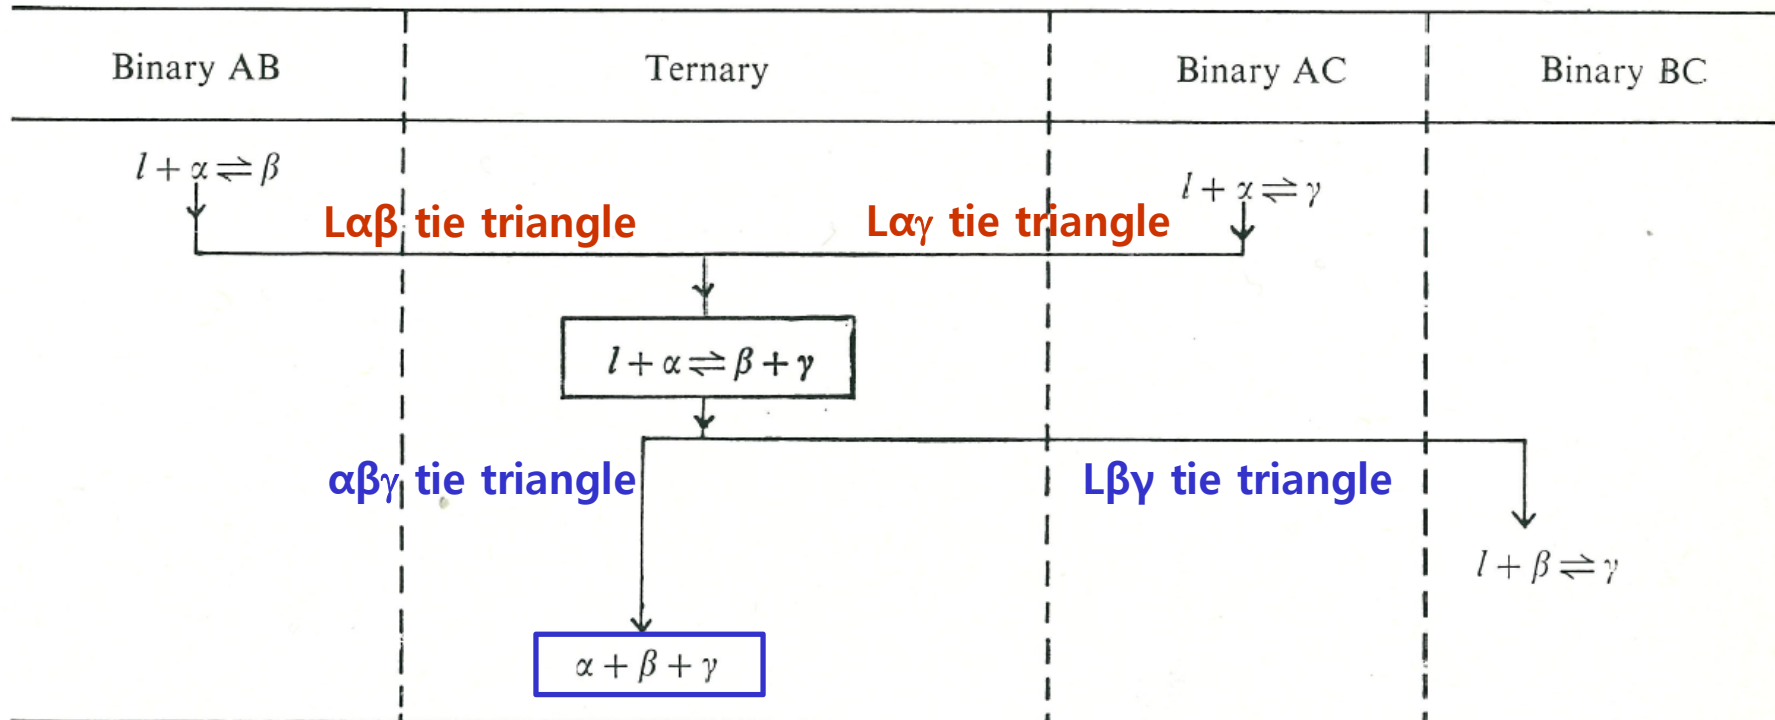 Binary AB Ternary Binary AC Binary BC
l + α ⇌ β
l + α ⇌ γ
Lαβ tie triangle Lαγ tie triangle
l + α ⇌ β + γ
αβγ tie triangle Lβγ tie triangle
l + β ⇌ γ
α + β + γ